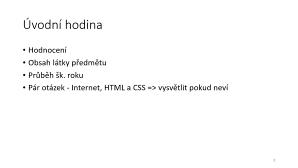 Úvodní hodina
• Hodnocení
• Obsah látky předmětu
• Průběh šk. roku
• Pár otázek - Internet, HTML a CSS => vysvětlit pokud neví